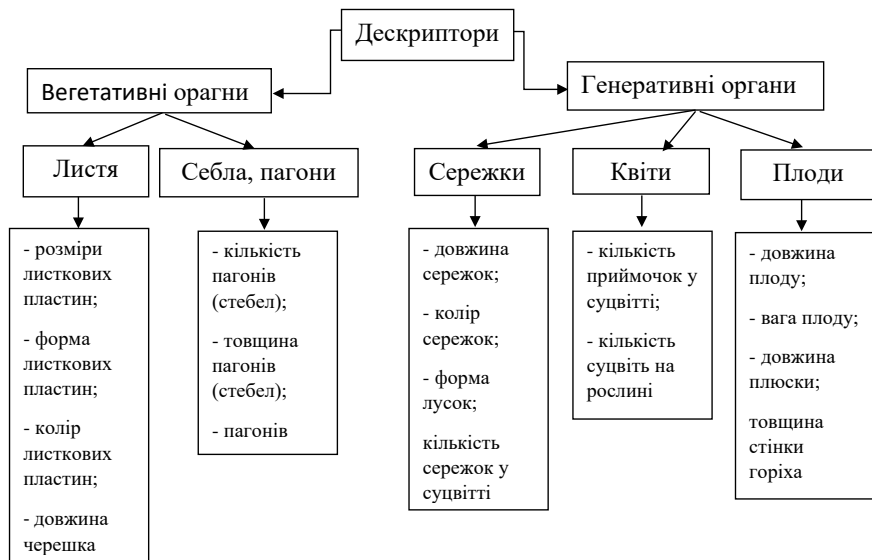 Дескриптори
Вегетативні орагни
Генеративні органи
Листя
Себла, пагони
Сережки
Квіти
Плоди
- розміри
листкових
пластин;
- форма
листкових
пластин;
- колір
листкових
пластин;
- довжина
черешка
- кількість
пагонів
(стебел);
- товщина
пагонів
(стебел);
- пагонів
- довжина
сережок;
- колір
сережок;
- форма
лусок;
кількість
сережок у
суцвітті
- кількість
приймочок у
суцвітті;
- кількість
суцвіть на
рослині
- довжина
плоду;
- вага плоду;
- довжина
плюски;
товщина
стінки
горіха